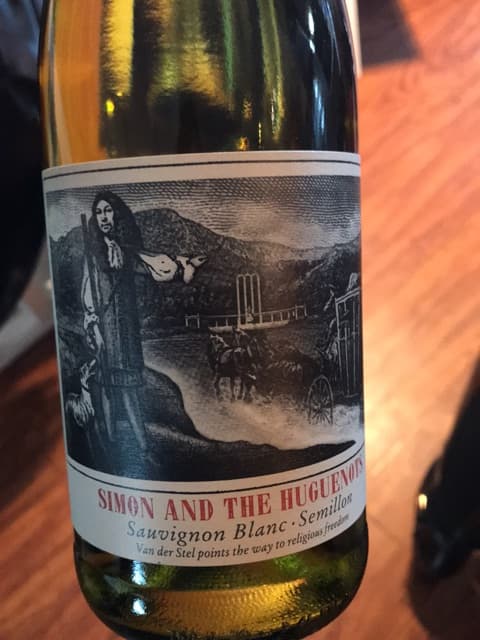 SIMON AND THE HUGUENOTS
Sauvignon Blanc · Semillon
Van der Stel points the way to religious freedom